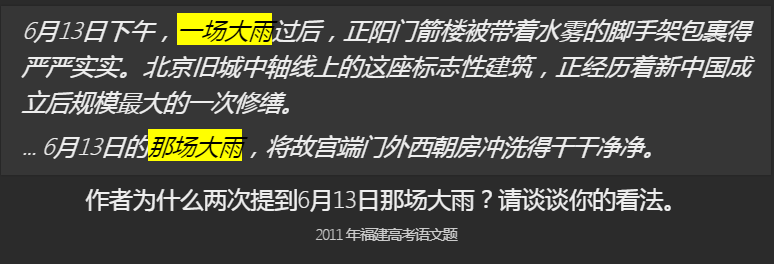 6月13日下午，一场大雨过后，正阳门箭楼被带着水雾的脚手架包裹得
严严实实。北京旧城中轴线上的这座标志性建筑，正经历着新中国成
立后规模最大的一次修缮。
... 6月13日的那场大雨，将故宫端门外西朝房冲洗得干干净净。
作者为什么两次提到6月13日那场大雨？请谈谈你的看法。
2011 年福建高考语文题